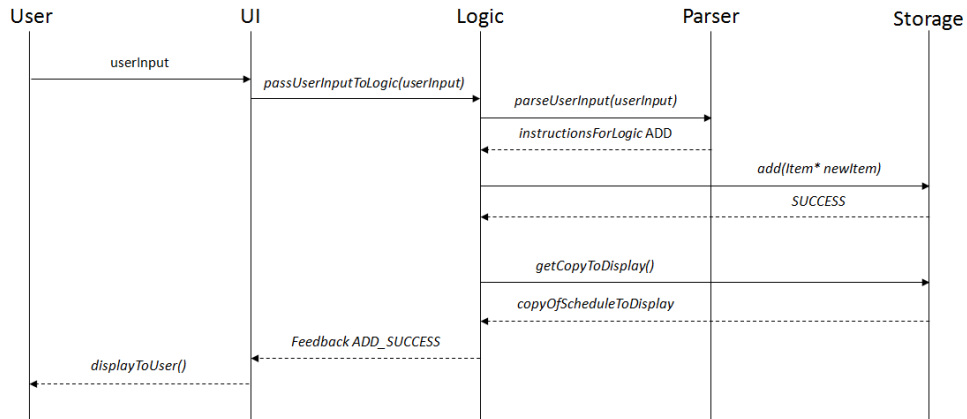 User UI Logic Parser Storage
userInput
passUserInputToLogic(userInput)
parseUserInput(userInput)
instructionsForLogic ADD
add(Item* newItem)
SUCCESS
getCopyToDisplay()
copyOfScheduleToDisplay
Feedback ADD_SUCCESS
displayToUser()